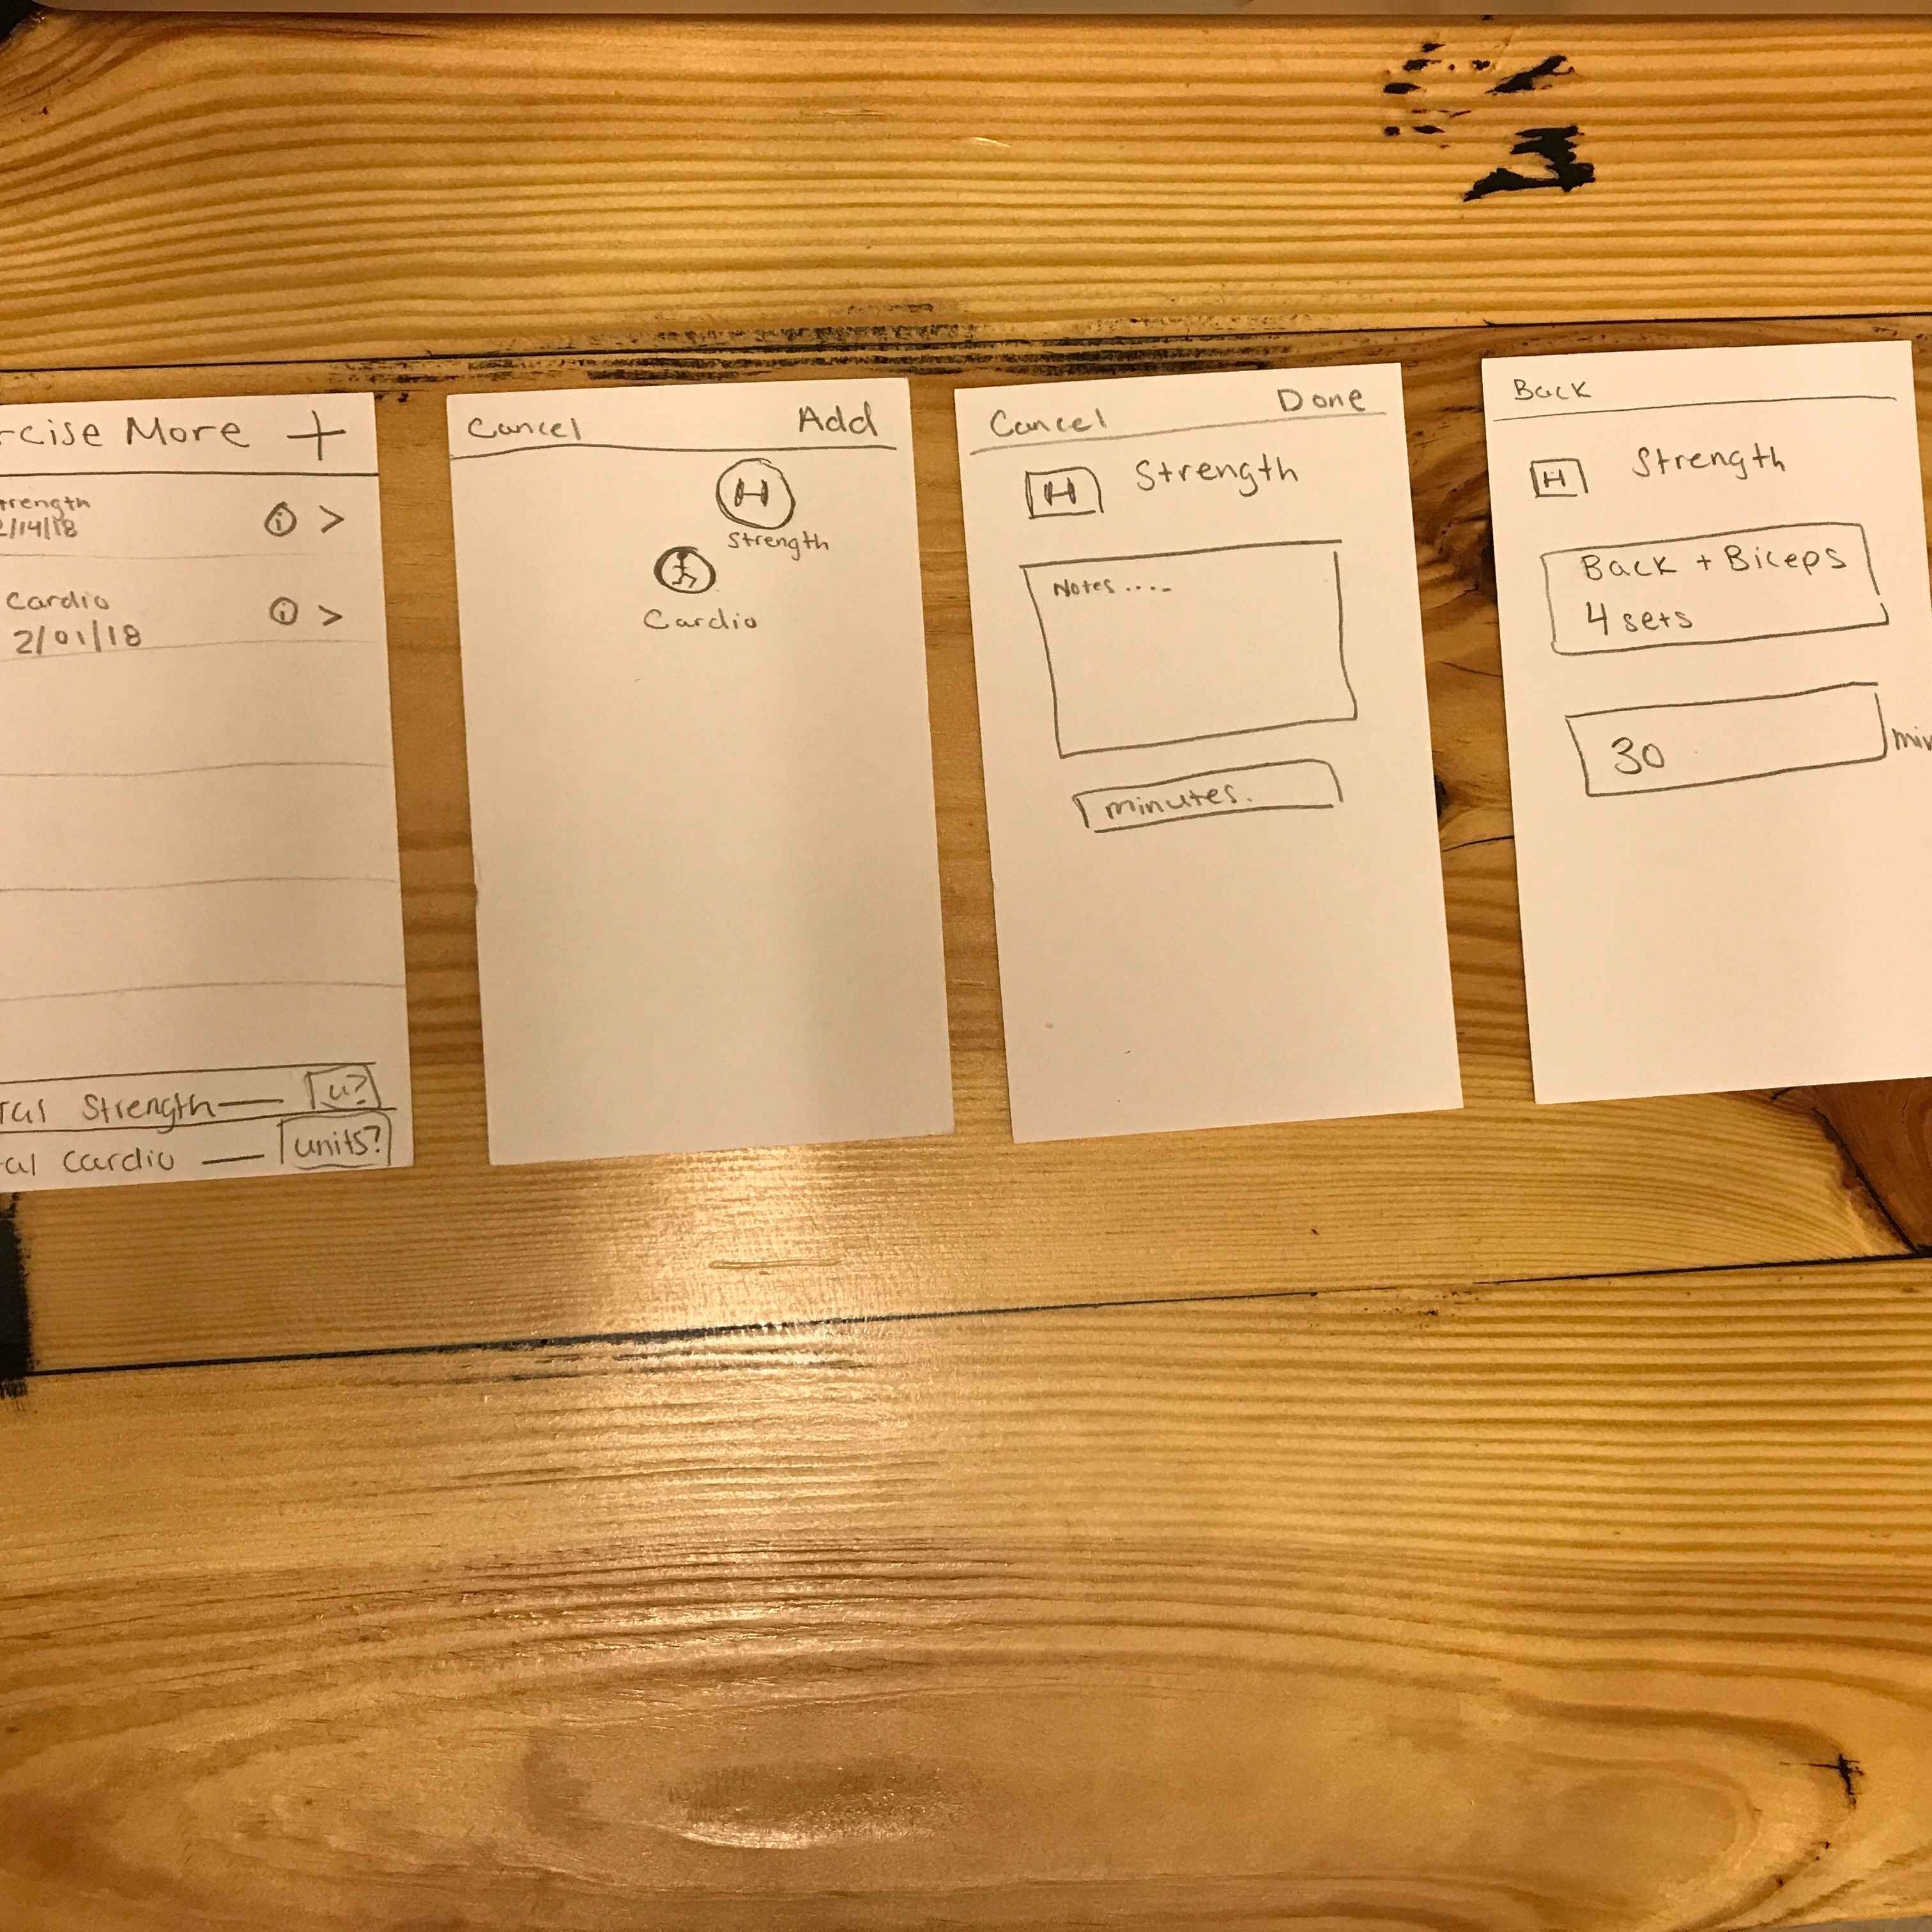 rcise More +
trength
2/14/18
i >
Cardio
2/01/18
i >
Strength
u?
al Cardio
units?
Cancel Add
H
Strength
Cardio
Cancel Done
H Strength
Notes ....
minutes.
Back
H Strength
Back + Biceps
4 sets
30
min